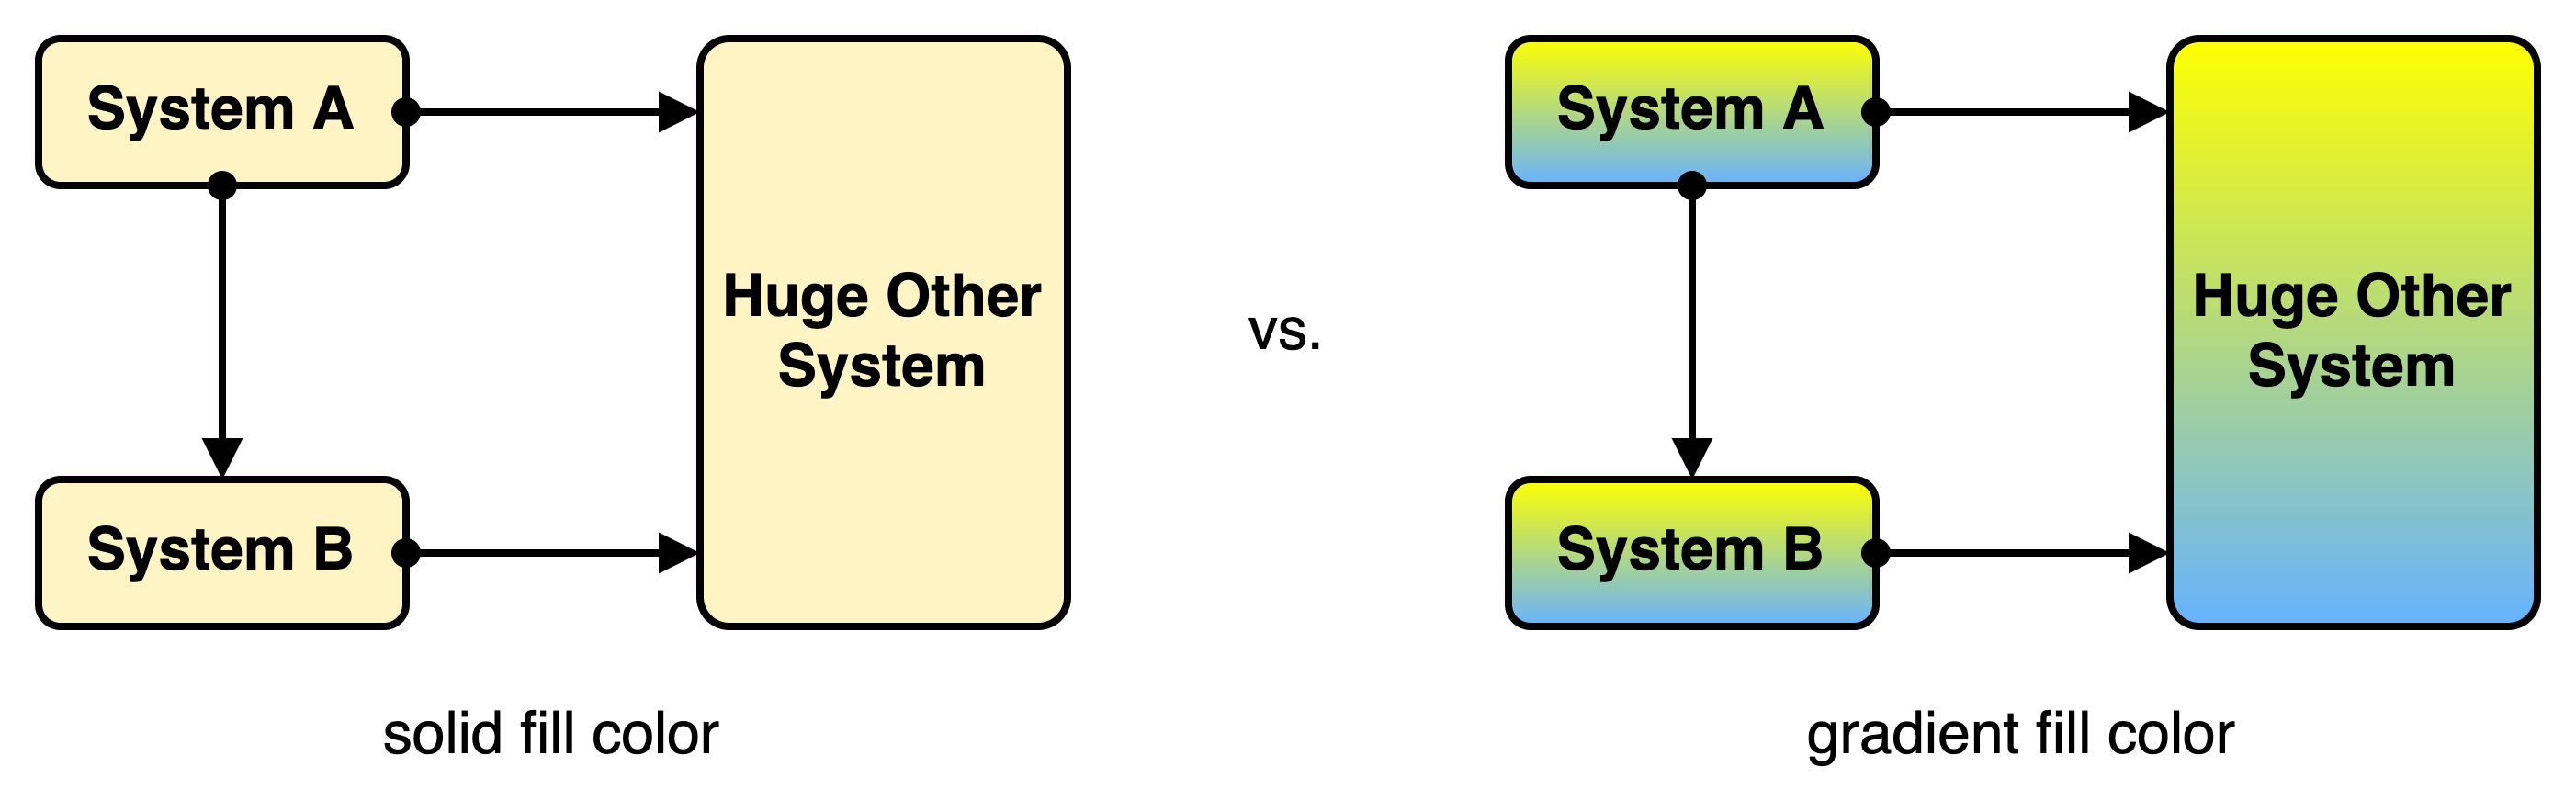 System A
Huge Other
System
System B
solid fill color
vs.
System A
Huge Other
System
System B
gradient fill color